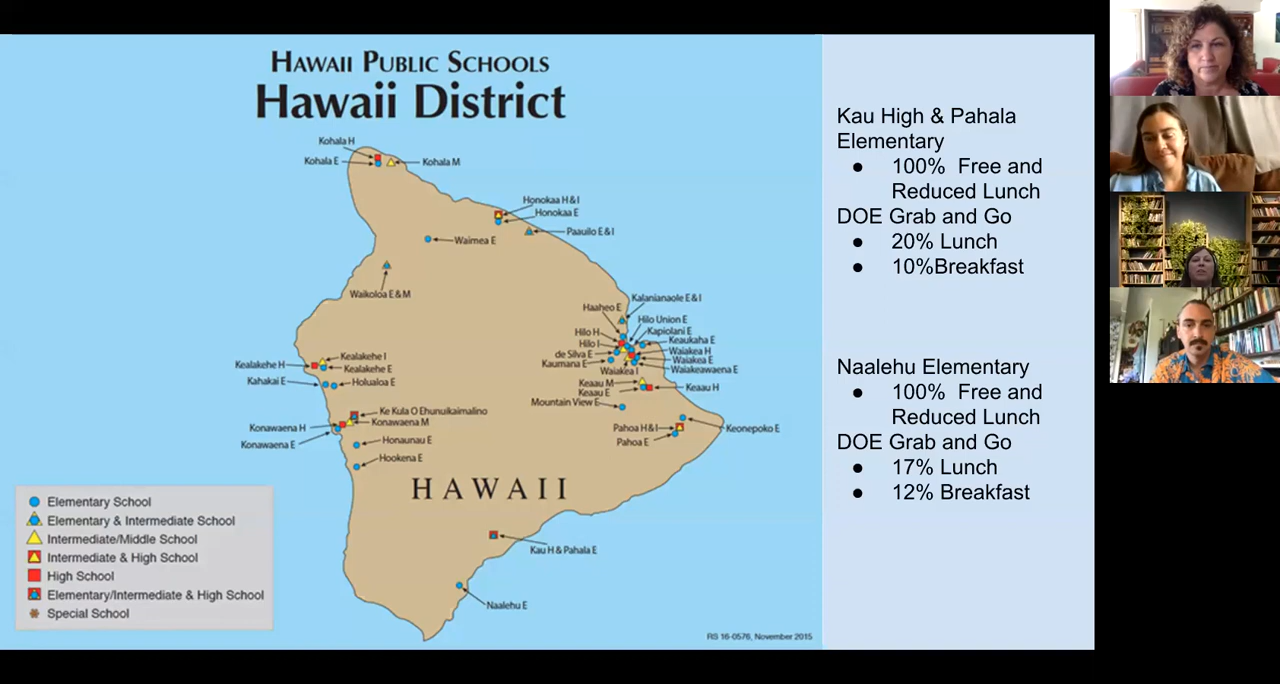 HAWAII PUBLIC SCHOOLS
Hawaii District
Kohala H
Kohala E
Kohala M
Honokaa H & I
Honokaa E
Paauilo E & I
Waimea E
Waikoloa E & M
Kalanianaole E & I
Haaheo E
Hilo Union E
Kapiolani E
Hilo H
Keaukaha E
Hilo I
Waiakea H
de Silva E
Waiakea E
Kaumana E
Waiakeawaena E
Waiakea I
Keaau M
Keaau E
Keaau H
Mountain View E
Pahoa H & I
Pahoa E
Keonepoko E
Kealakehe I
Kealakehe H
Kealakehe E
Kahakai E
Holualoa E
Ke Kula O Ehunuikaimalino
Konawaena M
Konawaena H
Konawaena E
Honaunau E
Hookena E
HAWAII
Kau H & Pahala E
Naalehu E
Elementary School
Elementary & Intermediate School
Intermediate/Middle School
Intermediate & High School
High School
Elementary/Intermediate & High School
Special School
RS 16-0576, November 2015
Kau High & Pahala
Elementary
● 100% Free and
Reduced Lunch
DOE Grab and Go
● 20% Lunch
● 10%Breakfast
Naalehu Elementary
● 100% Free and
Reduced Lunch
DOE Grab and Go
● 17% Lunch
● 12% Breakfast